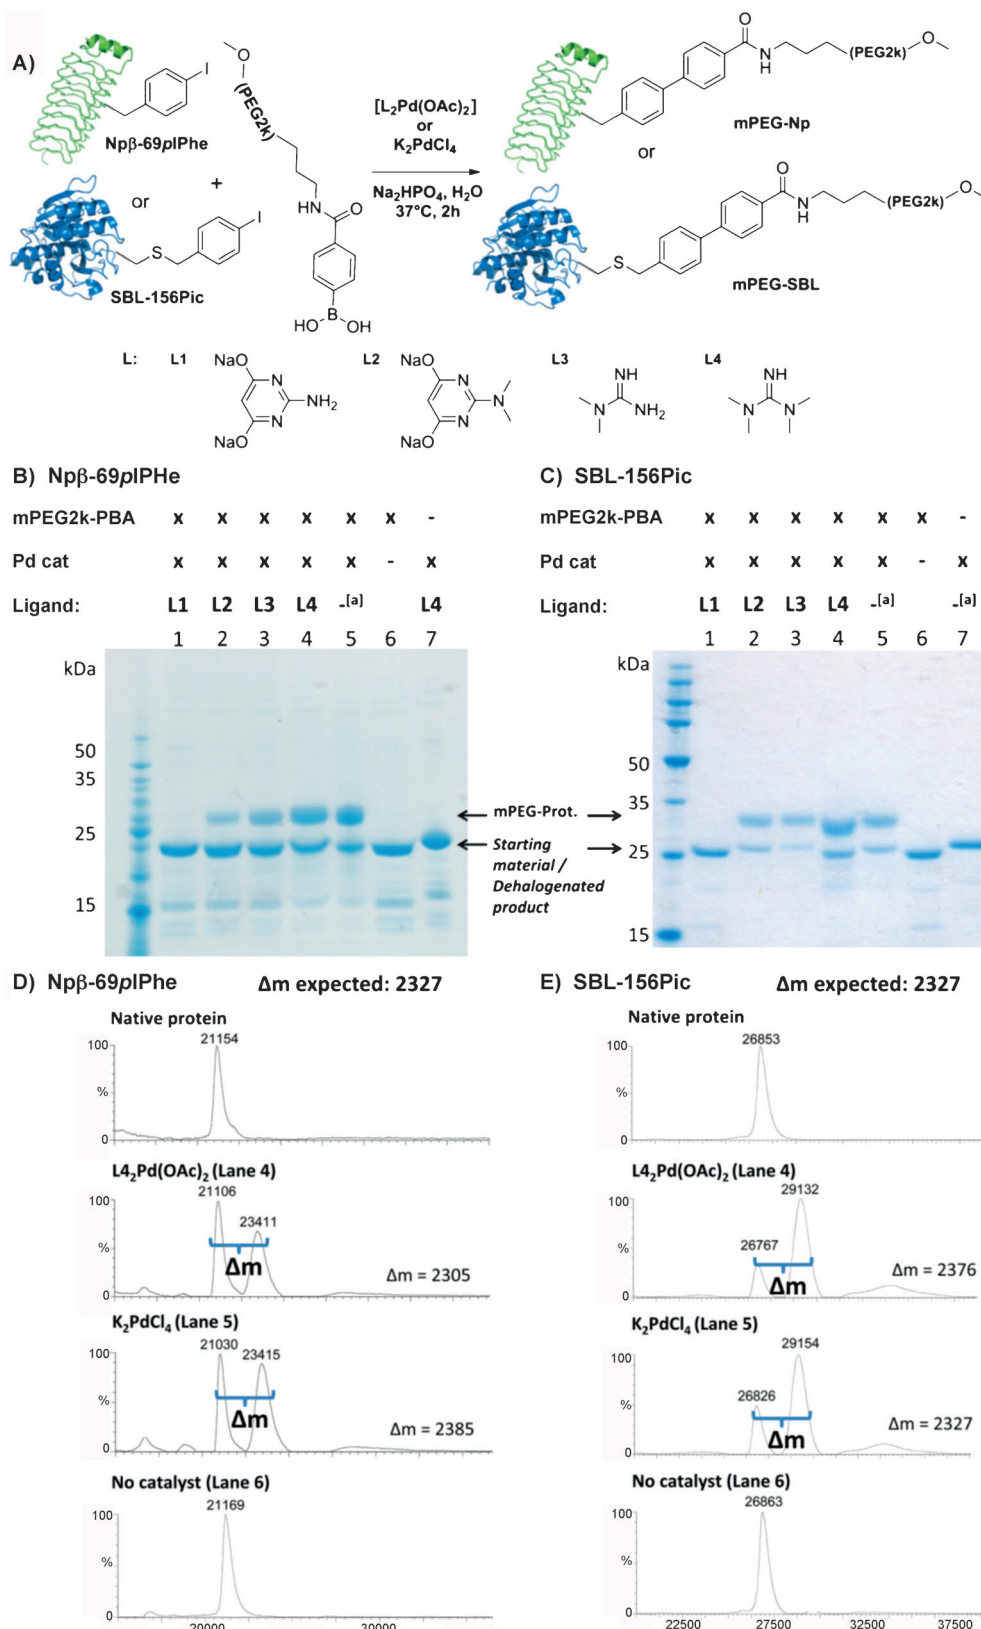 A)
I
O
(PEG2k)
Npβ-69pIPhe
or
+
HN
O
S
I
SBL-156Pic
B
HO
OH
[L₂Pd(OAc)₂]
or
K₂PdCl₄
Na₂HPO₄, H₂O
37°C, 2h
O
N
H
(PEG2k)
O
mPEG-Np
or
O
N
H
(PEG2k)
O
S
mPEG-SBL
L: L1 L2 L3 L4
NaO NaO NH NH
N NH₂ N N N NH₂ N N
N N
NaO NaO
B) Npβ-69pIPHe
mPEG2k-PBA x x x x x x -
Pd cat x x x x x - x
Ligand: L1 L2 L3 L4 -[a] L4
1 2 3 4 5 6 7
kDa
50
35
25
15
mPEG-Prot.
Starting
material /
Dehalogenated
product
C) SBL-156Pic
mPEG2k-PBA x x x x x x -
Pd cat x x x x x - x
Ligand: L1 L2 L3 L4 -[a] -[a]
1 2 3 4 5 6 7
kDa
50
35
25
15
D) Npβ-69pIPhe Δm expected: 2327
Native protein
21154
100
%
0
L4₂Pd(OAc)₂ (Lane 4)
21106
23411
100
%
0
Δm
Δm = 2305
K₂PdCl₄ (Lane 5)
21030
23415
100
%
0
Δm
Δm = 2385
No catalyst (Lane 6)
21169
100
%
0
20000 30000
E) SBL-156Pic Δm expected: 2327
Native protein
26853
100
%
0
L4₂Pd(OAc)₂ (Lane 4)
29132
26767
100
%
0
Δm
Δm = 2376
K₂PdCl₄ (Lane 5)
29154
26826
100
%
0
Δm
Δm = 2327
No catalyst (Lane 6)
26863
100
%
0
22500 27500 32500 37500